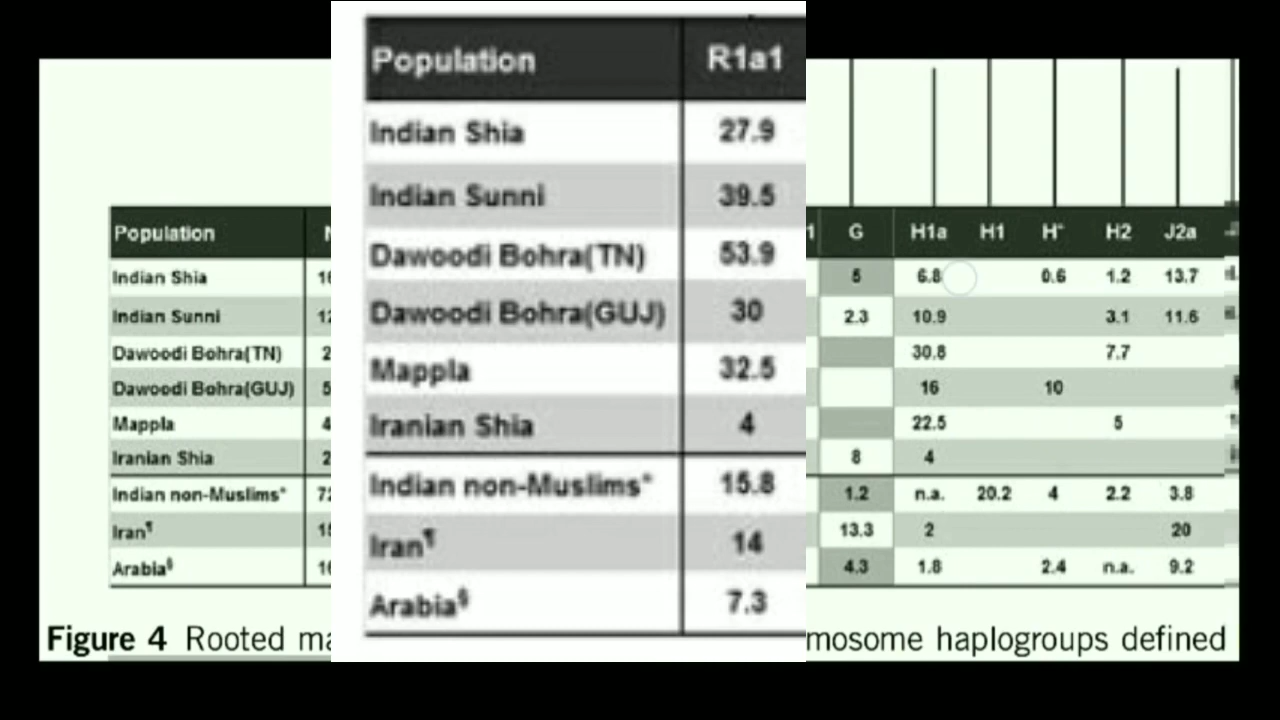 Population R1a1
Indian Shia 27.9
Indian Sunni 39.5
Dawoodi Bohra(TN) 53.9
Dawoodi Bohra(GUJ) 30
Mappla 32.5
Iranian Shia 4
Indian non-Muslims* 15.8
Iran¶ 14
Arabia§ 7.3
Population G H1a H1 H* H2 J2a
Indian Shia 5 6.8 0.6 1.2 13.7
Indian Sunni 2.3 10.9 3.1 11.6
Dawoodi Bohra(TN) 30.8 7.7
Dawoodi Bohra(GUJ) 16 10
Mappla 22.5 5
Iranian Shia 8 4
Indian non-Muslims* 1.2 n.a. 20.2 4 2.2 3.8
Iran¶ 13.3 2 20
Arabia§ 4.3 1.8 2.4 n.a. 9.2
Figure 4 Rooted haplogroups defined